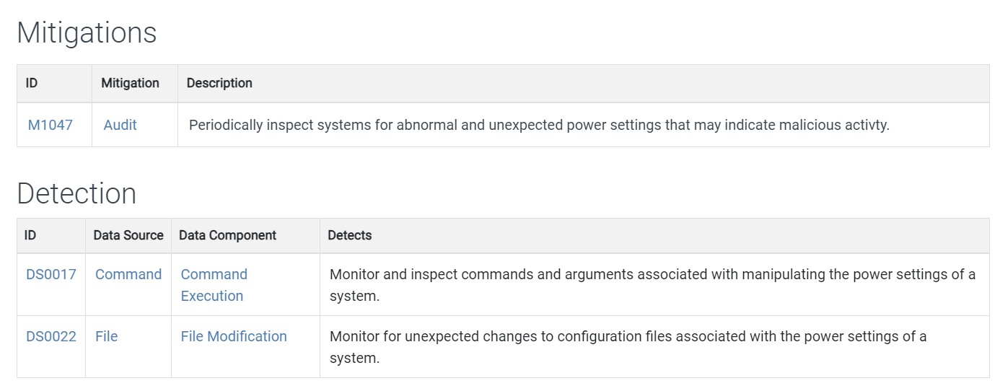 Mitigations
ID Mitigation Description
M1047 Audit Periodically inspect systems for abnormal and unexpected power settings that may indicate malicious activty.
Detection
ID Data Source Data Component Detects
DS0017 Command Command Monitor and inspect commands and arguments associated with manipulating the power settings of a
Execution system.
DS0022 File File Modification Monitor for unexpected changes to configuration files associated with the power settings of a
system.